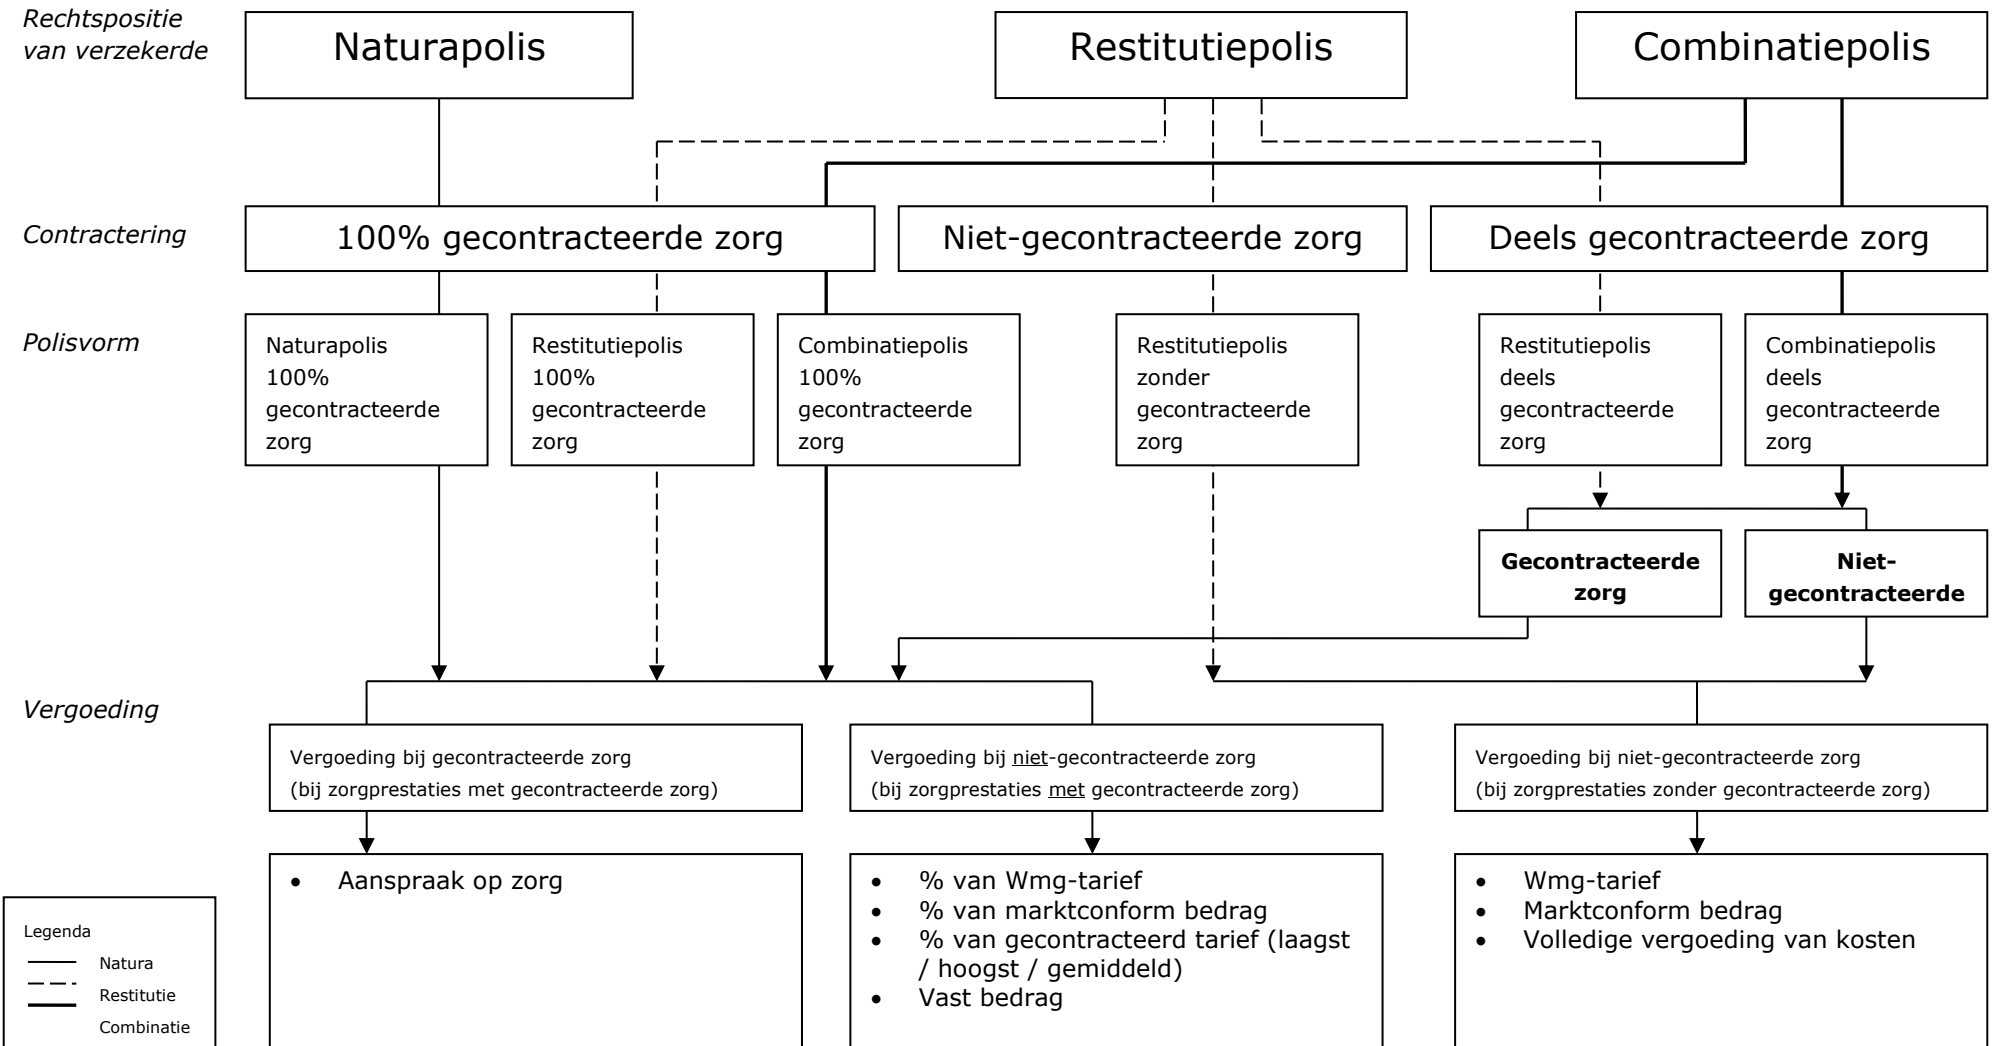 Rechtspositie
van verzekerde
Naturapolis
Restitutiepolis
Combinatiepolis
Contractering
100% gecontracteerde zorg
Niet-gecontracteerde zorg
Deels gecontracteerde zorg
Polisvorm
Naturapolis
100%
gecontracteerde
zorg
Restitutiepolis
100%
gecontracteerde
zorg
Combinatiepolis
100%
gecontracteerde
zorg
Restitutiepolis
zonder
gecontracteerde
zorg
Restitutiepolis
deels
gecontracteerde
zorg
Combinatiepolis
deels
gecontracteerde
zorg
Gecontracteerde
zorg
Niet-
gecontracteerde
Vergoeding
Vergoeding bij gecontracteerde zorg
(bij zorgprestaties met gecontracteerde zorg)
Vergoeding bij niet-gecontracteerde zorg
(bij zorgprestaties met gecontracteerde zorg)
Vergoeding bij niet-gecontracteerde zorg
(bij zorgprestaties zonder gecontracteerde zorg)
• Aanspraak op zorg
• % van Wmg-tarief
• % van marktconform bedrag
• % van gecontracteerd tarief (laagst
/ hoogst / gemiddeld)
• Vast bedrag
• Wmg-tarief
• Marktconform bedrag
• Volledige vergoeding van kosten
Legenda
Natura
Restitutie
Combinatie